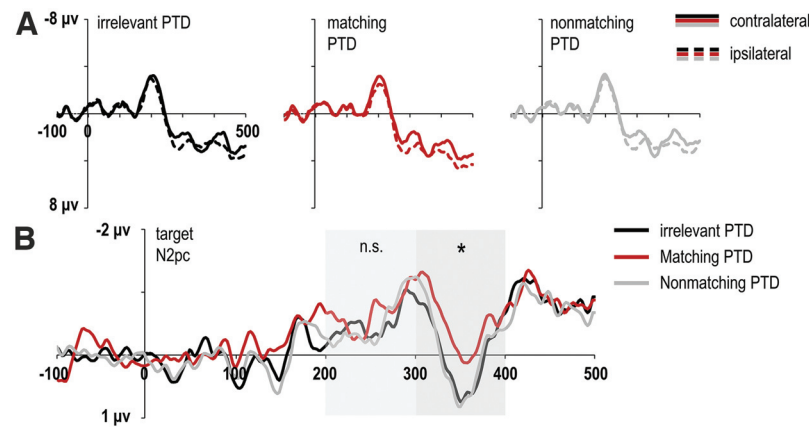 A
-8 µv
irrelevant PTD
matching
PTD
nonmatching
PTD
contralateral
ipsilateral
-100 0 500
8 µv
B
-2 µv
target
N2pc
n.s.
*
irrelevant PTD
Matching PTD
Nonmatching PTD
-100 0 100 200 300 400 500
1 µv